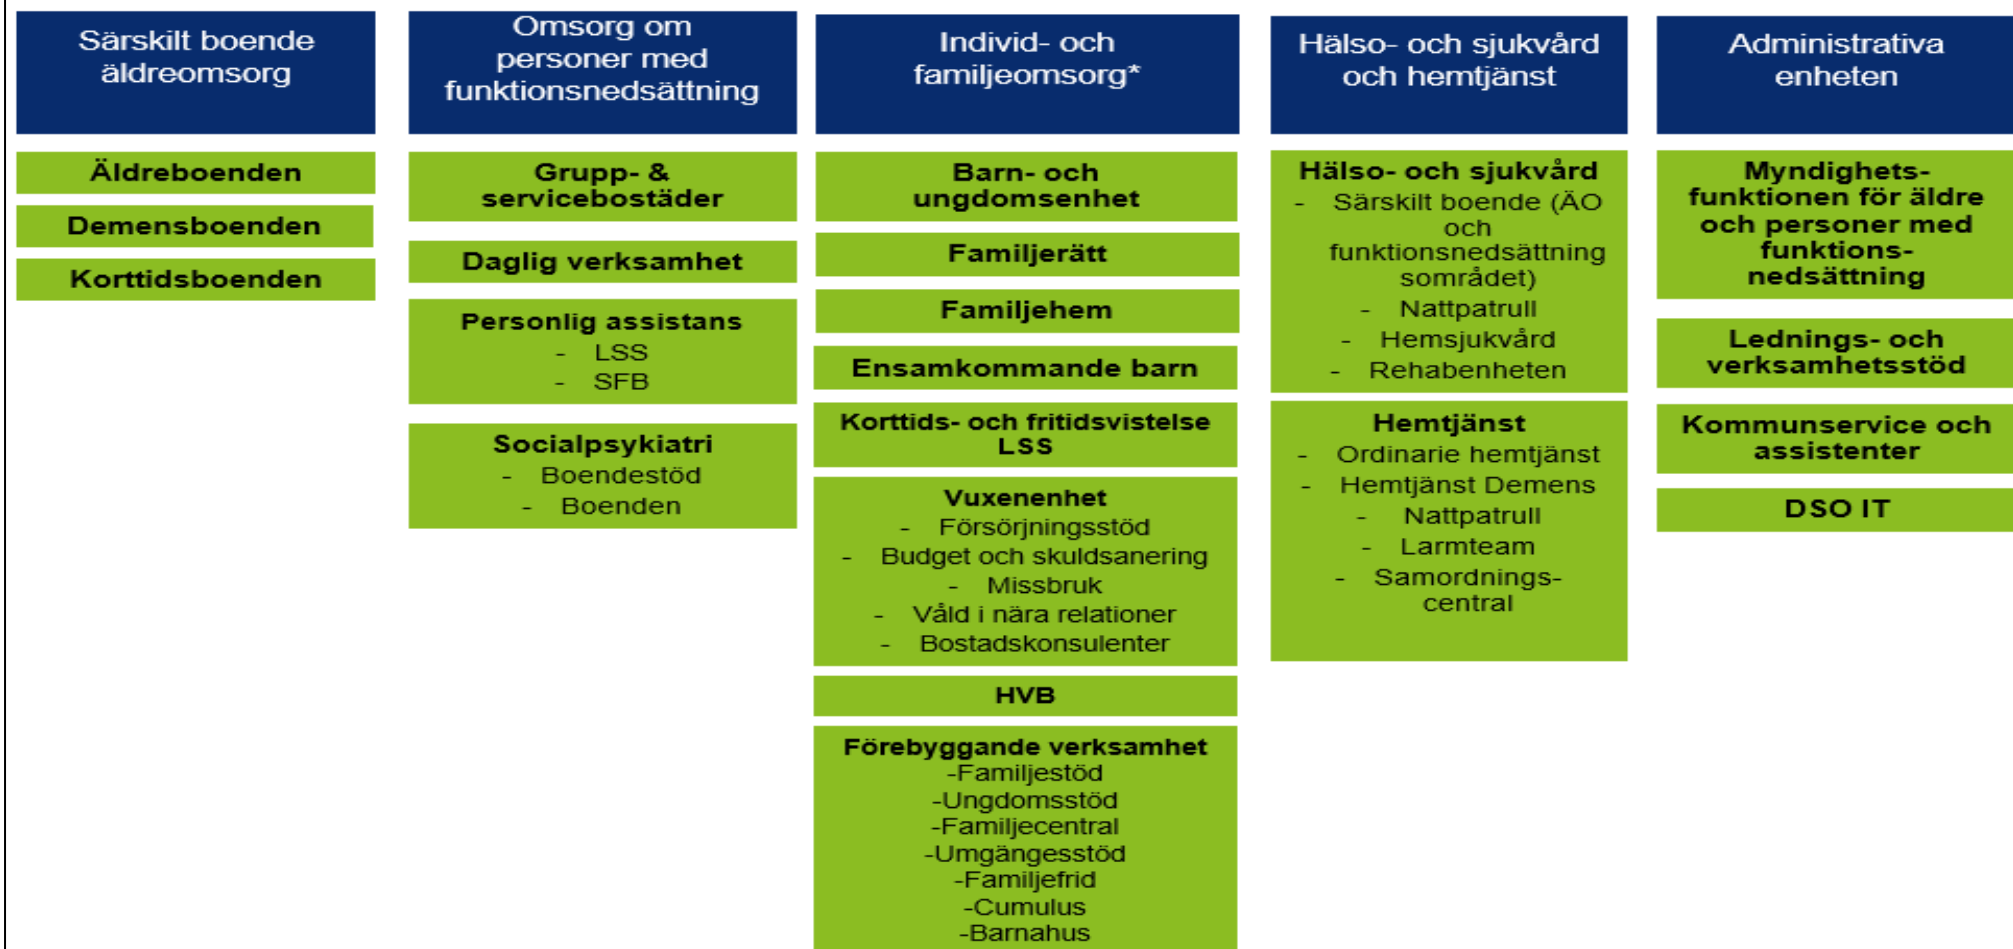 Särskilt boende
äldreomsorg
Äldreboenden
Demensboenden
Korttidsboenden
Omsorg om
personer med
funktionsnedsättning
Grupp- &
servicebostäder
Daglig verksamhet
Personlig assistans
- LSS
- SFB
Socialpsykiatri
- Boendestöd
- Boenden
Individ- och
familjeomsorg*
Barn- och
ungdomsenhet
Familjerätt
Familjehem
Ensamkommande barn
Korttids- och fritidsvistelse
LSS
Vuxenenhet
- Försörjningsstöd
- Budget och skuldsanering
- Missbruk
- Våld i nära relationer
- Bostadskonsulenter
HVB
Förebyggande verksamhet
-Familjestöd
-Ungdomsstöd
-Familjecentral
-Umgängesstöd
-Familjefrid
-Cumulus
-Barnahus
Hälso- och sjukvård
och hemtjänst
Hälso- och sjukvård
- Särskilt boende (ÄO
och
funktionsnedsättning
sområdet)
- Nattpatrull
- Hemsjukvård
- Rehabenheten
Hemtjänst
- Ordinarie hemtjänst
- Hemtjänst Demens
- Nattpatrull
- Larmteam
- Samordnings-
central
Administrativa
enheten
Myndighets-
funktionen för äldre
och personer med
funktions-
nedsättning
Lednings- och
verksamhetsstöd
Kommunservice och
assistenter
DSO IT